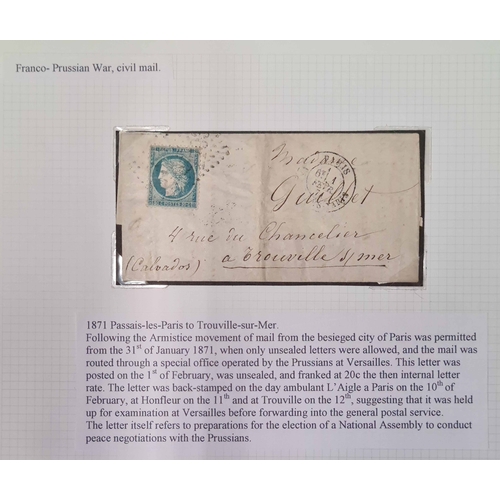 Franco- Prussian War, civil mail.
PARIS
1871
Guillet
4 rue du Chancelier
(Calvados) à Trouville s/mer
1871 Passais-les-Paris to Trouville-sur-Mer.
Following the Armistice movement of mail from the besieged city of Paris was permitted
from the 31st of January 1871, when only unsealed letters were allowed, and the mail was
routed through a special office operated by the Prussians at Versailles. This letter was
posted on the 1st of February, was unsealed, and franked at 20c the then internal letter
rate. The letter was back-stamped on the day ambulant L'Aigle a Paris on the 10th of
February, at Honfleur on the 11th and at Trouville on the 12th, suggesting that it was held
up for examination at Versailles before forwarding into the general postal service.
The letter itself refers to preparations for the election of a National Assembly to conduct
peace negotiations with the Prussians.